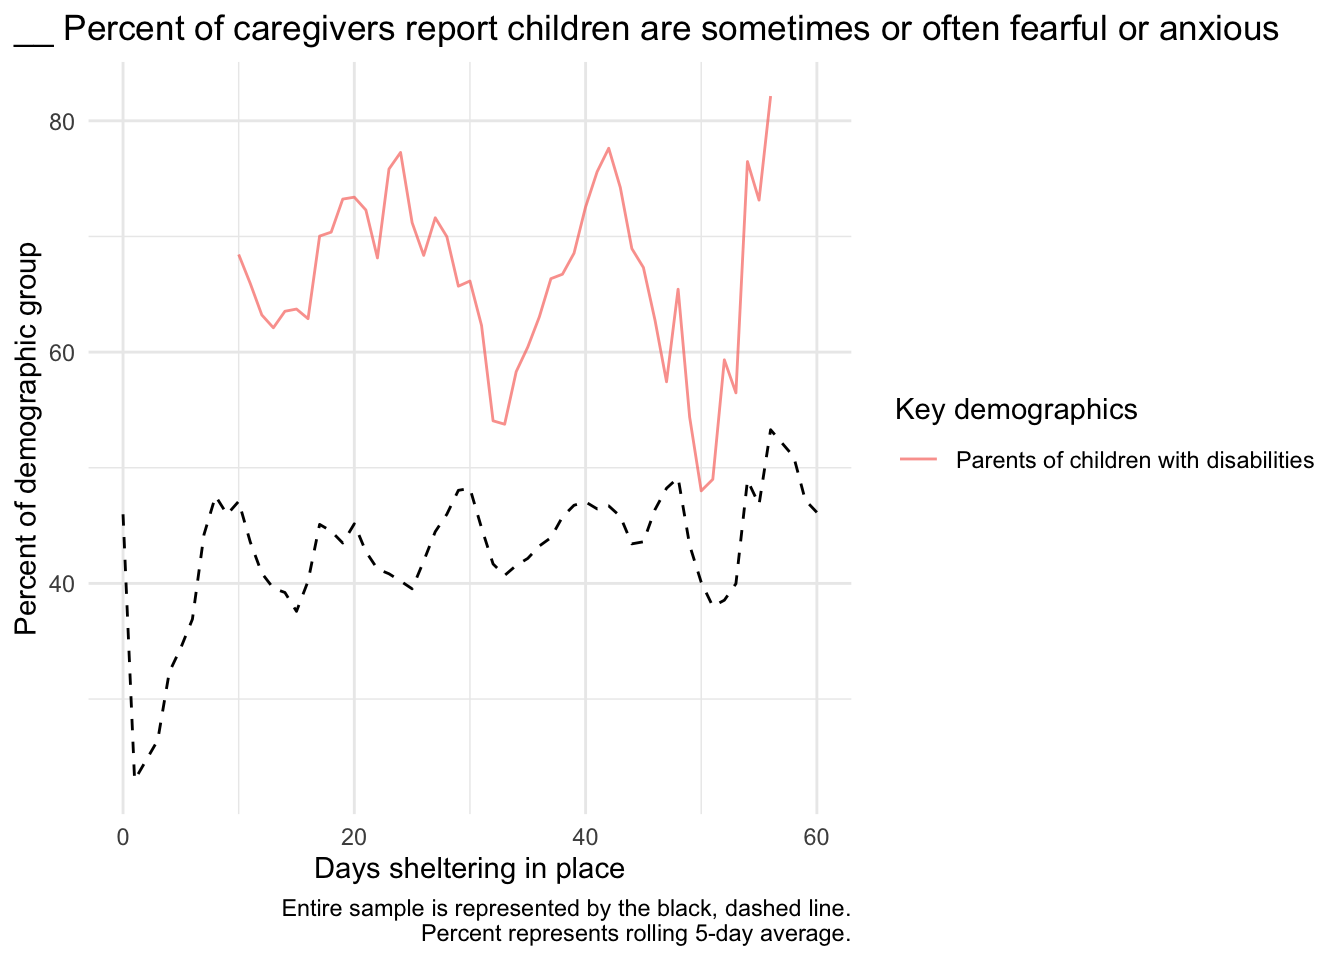 __ Percent of caregivers report children are sometimes or often fearful or anxious
Percent of demographic group
80
60
40
0
20
40
60
Days sheltering in place
Key demographics
Parents of children with disabilities
Entire sample is represented by the black, dashed line.
Percent represents rolling 5-day average.